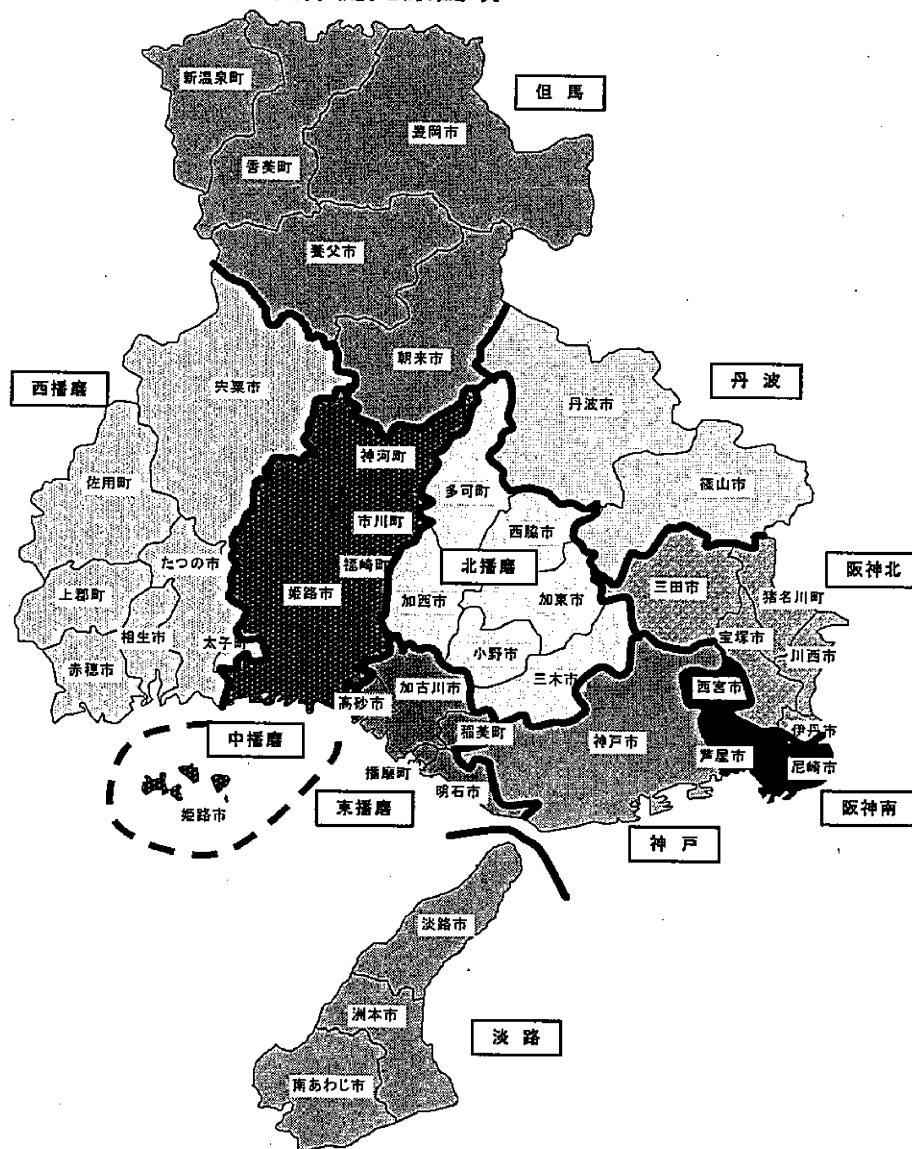 新温泉町
但馬
豊岡市
香美町
養父市
朝来市
西播磨
宍粟市
丹波
丹波市
神河町
佐用町
多可町
篠山市
市川町
西脇市
たつの市
福崎町
北播磨
阪神北
姫路市
三田市
上郡町
加西市
加東市
猪名川町
相生市
太子町
宝塚市
小野市
川西市
赤穂市
三木市
加古川市
西宮市
高砂市
稲美町
神戸市
伊丹市
中播磨
芦屋市
尼崎市
播磨町
明石市
姫路市
東播磨
阪神南
神戸
淡路市
洲本市
淡路
南あわじ市